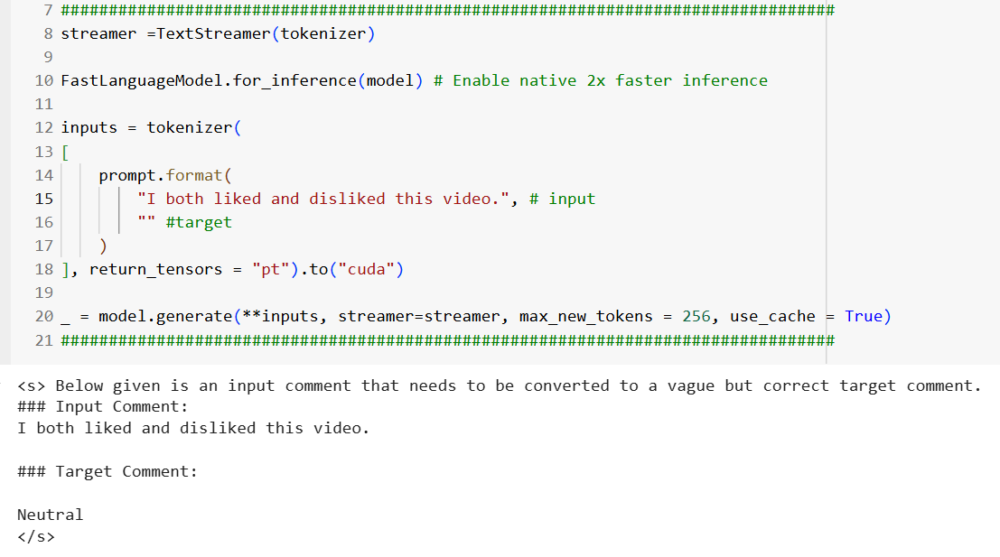 7 ##################################################################################
8 streamer =TextStreamer(tokenizer)
9
10 FastLanguageModel.for_inference(model) # Enable native 2x faster inference
11
12 inputs = tokenizer(
13 [
14     prompt.format(
15         "I both liked and disliked this video.", # input
16         "" #target
17     )
18 ], return_tensors = "pt").to("cuda")
19
20 _ = model.generate(**inputs, streamer=streamer, max_new_tokens = 256, use_cache = True)
21 ##################################################################################
<s> Below given is an input comment that needs to be converted to a vague but correct target comment.
### Input Comment:
I both liked and disliked this video.

### Target Comment:

Neutral
</s>